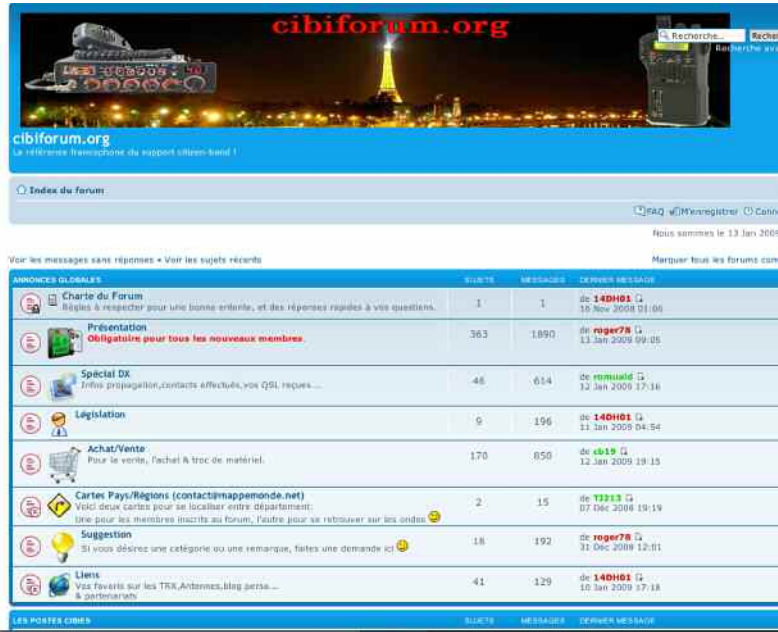 cibiforum.org
Recherche...
cibiforum.org
La référence francophone du support citizen-band !
Index du forum
FAQ M'enregistrer
Nous sommes le 13 Jan 2009
Voir les messages sans réponses • Voir les sujets récents
Marquer tous les forums
ANNONCES GLOBALES SUJETS MESSAGES DERNIER MESSAGE
Charte du Forum
Règles à respecter pour une bonne entente, et des réponses rapides à vos questions.
1 1 de 14DH01
16 Nov 2008 01:06
Présentation
Obligatoire pour tous les nouveaux membres.
363 1890 de roger78
13 Jan 2009 09:05
Spécial DX
Infos propagation,contacts effectués,vos QSL reçues...
46 614 de romuald
12 Jan 2009 17:16
Législation
9 196 de 14DH01
11 Jan 2009 04:54
Achat/Vente
Pour la vente, l'achat & troc de matériel.
170 850 de cb19
12 Jan 2009 19:15
Cartes Pays/Régions (contact@mappemonde.net)
Voici deux cartes pour se localiser entre département:
Une pour les membres inscrits au forum, l'autre pour se retrouver sur les ondes
2 15 de TJ213
07 Déc 2008 19:19
Suggestion
Si vous désirez une catégorie ou une remarque, faites une demande ici
18 192 de roger78
31 Déc 2008 12:01
Liens
Vos favoris sur les TRX,Antennes,blog perso...
& partenariats
41 129 de 14DH01
10 Jan 2009 17:18
LES POSTES CIBIES SUJETS MESSAGES DERNIER MESSAGE